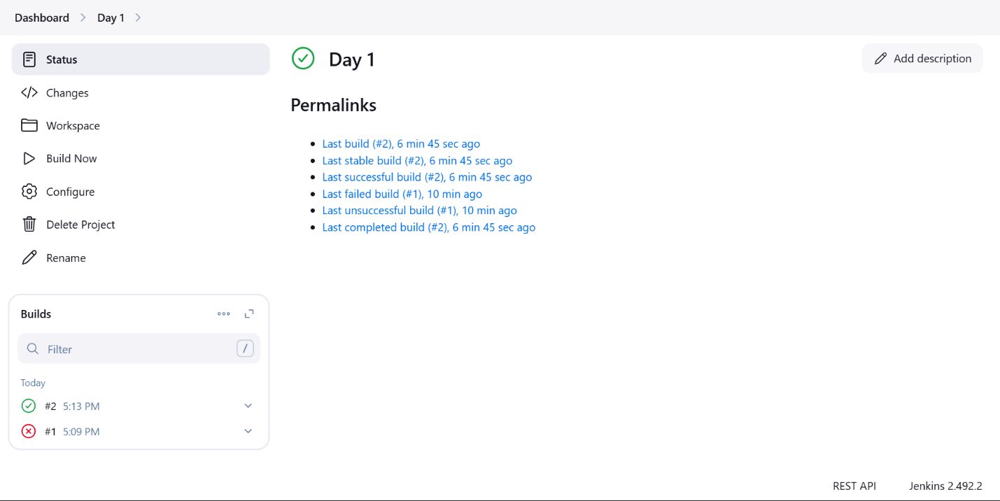 Dashboard > Day 1 >
Status
Changes
Workspace
Build Now
Configure
Delete Project
Rename
Builds
Filter /
Today
#2 5:13 PM
#1 5:09 PM
Day 1
Add description
Permalinks
• Last build (#2), 6 min 45 sec ago
• Last stable build (#2), 6 min 45 sec ago
• Last successful build (#2), 6 min 45 sec ago
• Last failed build (#1), 10 min ago
• Last unsuccessful build (#1), 10 min ago
• Last completed build (#2), 6 min 45 sec ago
REST API
Jenkins 2.492.2